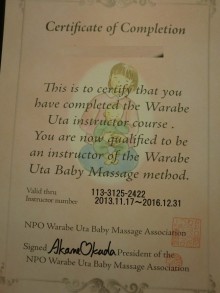 Certificate of Completion
This is to certify that you
have completed the Warabe
Uta instructor course .
You are now qualified to be
an instructor of the Warabe
Uta Baby Massage method.
Valid thru. 113-3125-2422
Instructor number 2013.11.17～2016.12.31
NPO Warabe Uta Baby Massage Association
Signed Akane Okada President of the
NPO Warabe Uta Baby Massage Association